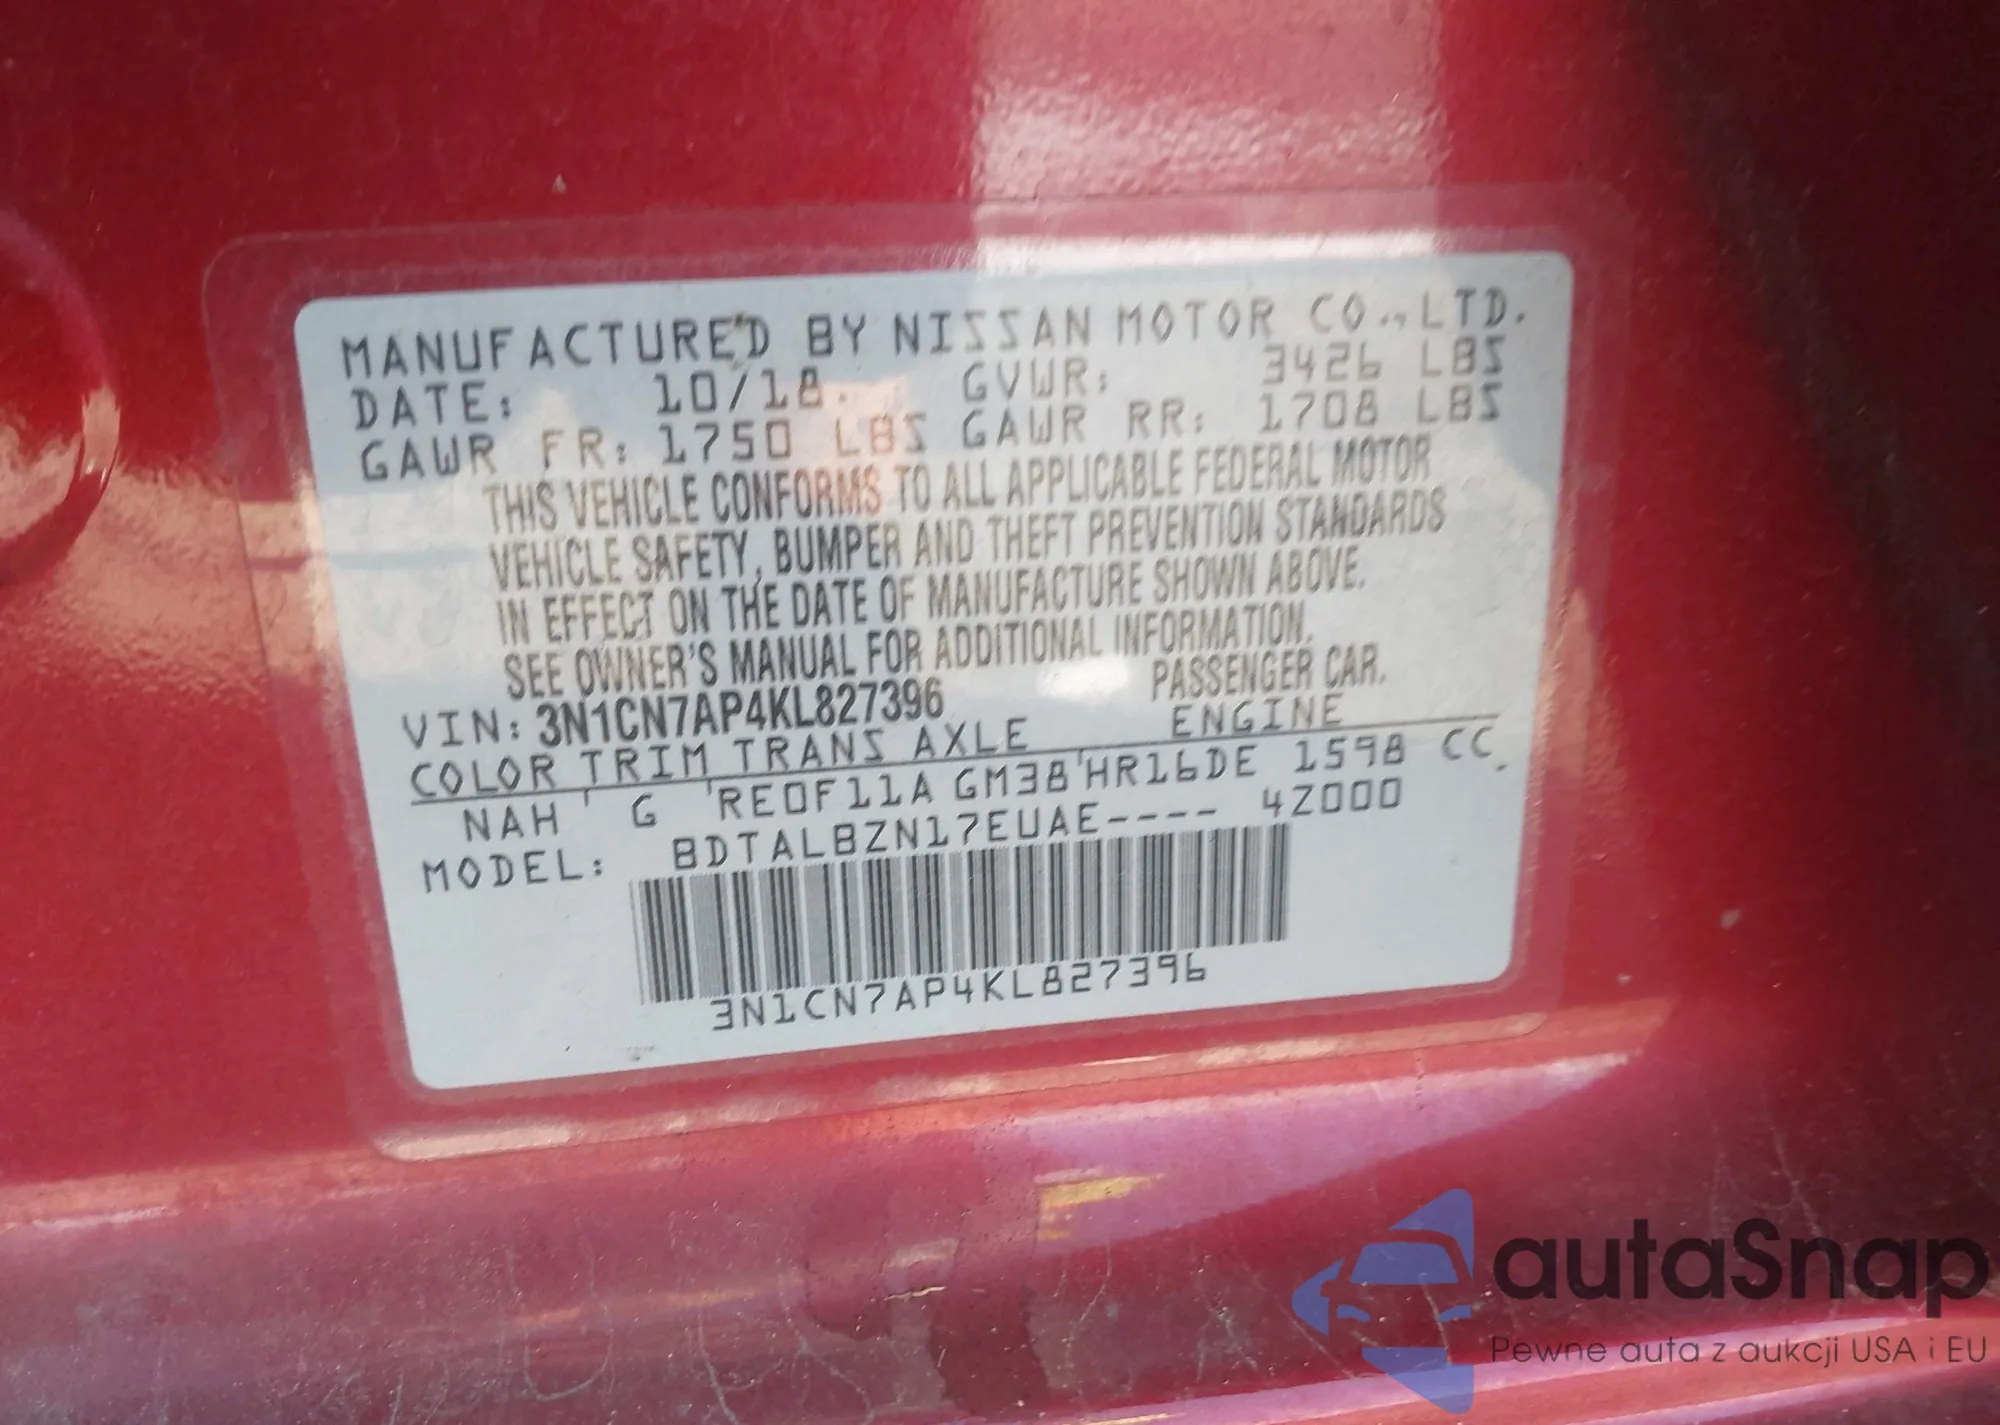 MANUFACTURED BY NISSAN MOTOR CO.,LTD.
DATE: 10/18. GVWR: 3426 LBS
GAWR FR: 1750 LBS GAWR RR: 1708 LBS
THIS VEHICLE CONFORMS TO ALL APPLICABLE FEDERAL MOTOR
VEHICLE SAFETY, BUMPER AND THEFT PREVENTION STANDARDS
IN EFFECT ON THE DATE OF MANUFACTURE SHOWN ABOVE.
SEE OWNER'S MANUAL FOR ADDITIONAL INFORMATION.
VIN: 3N1CN7AP4KL827396 PASSENGER CAR.
COLOR TRIM TRANS AXLE ENGINE
NAH G RE0F11A GM38 HR16DE 1598 CC.
MODEL: BDTALBZN17EUAE---- 4Z000
3N1CN7AP4KL827396
autaSnap
Pewne auta z aukcji USA i EU